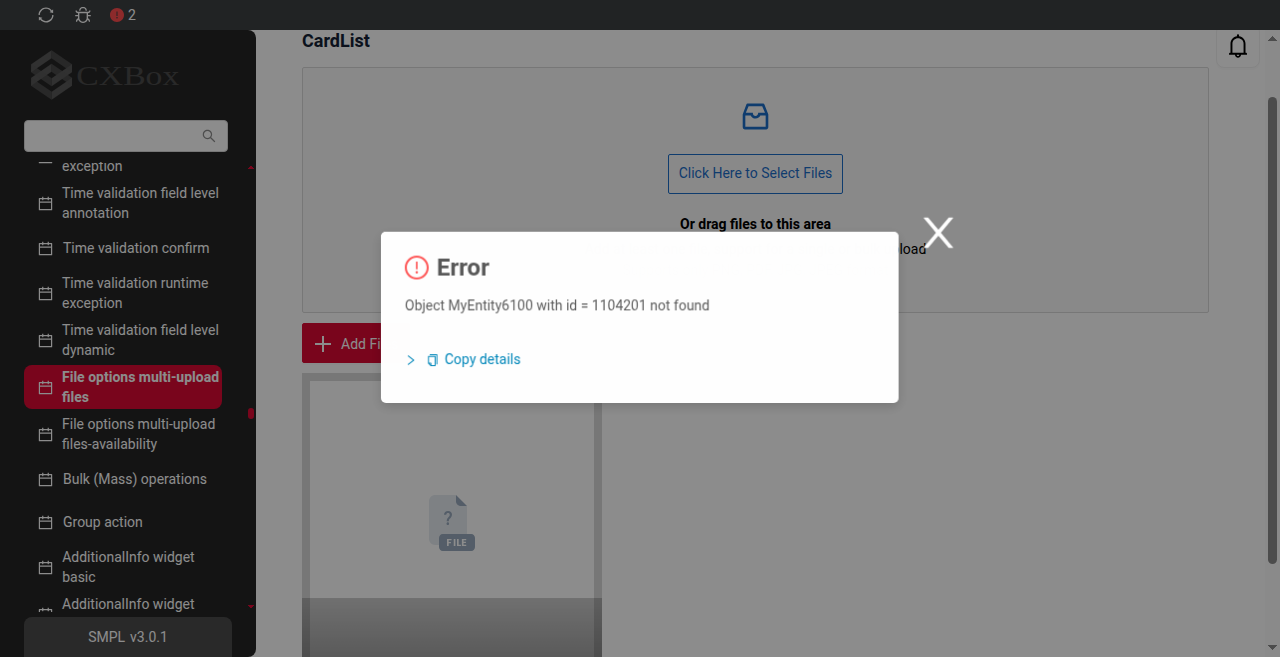 2
CXBox
exception
Time validation field level
annotation
Time validation confirm
Time validation runtime
exception
Time validation field level
dynamic
File options multi-upload
files
File options multi-upload
files-availability
Bulk (Mass) operations
Group action
AdditionalInfo widget
basic
AdditionalInfo widget
SMPL v3.0.1
CardList
Click Here to Select Files
Or drag files to this area
Error
Object MyEntity6100 with id = 1104201 not found
Copy details
?
FILE